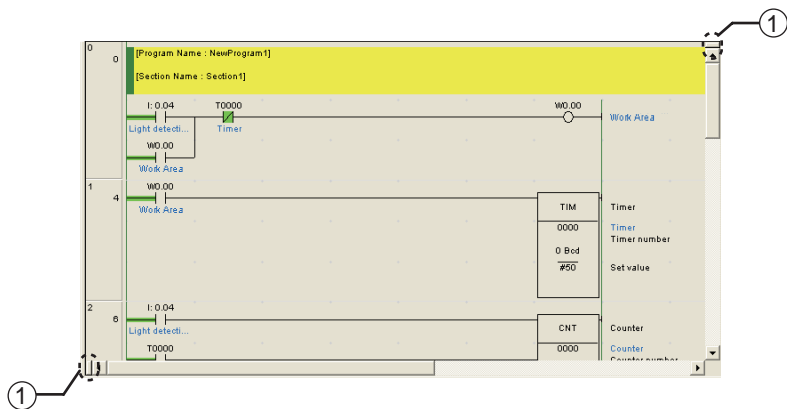 ①
0
0 [Program Name : NewProgram1]
[Section Name : Section1]
I: 0.04 T0000 W0.00
Work Area
Light detecti... Timer
W0.00
Work Area
1
W0.00
4
Work Area
TIM Timer
0000 Timer
Timer number
0 Bcd
#50 Set value
2
I: 0.04
6
Light detecti...
CNT Counter
T0000 0000 Counter
Counter number
①